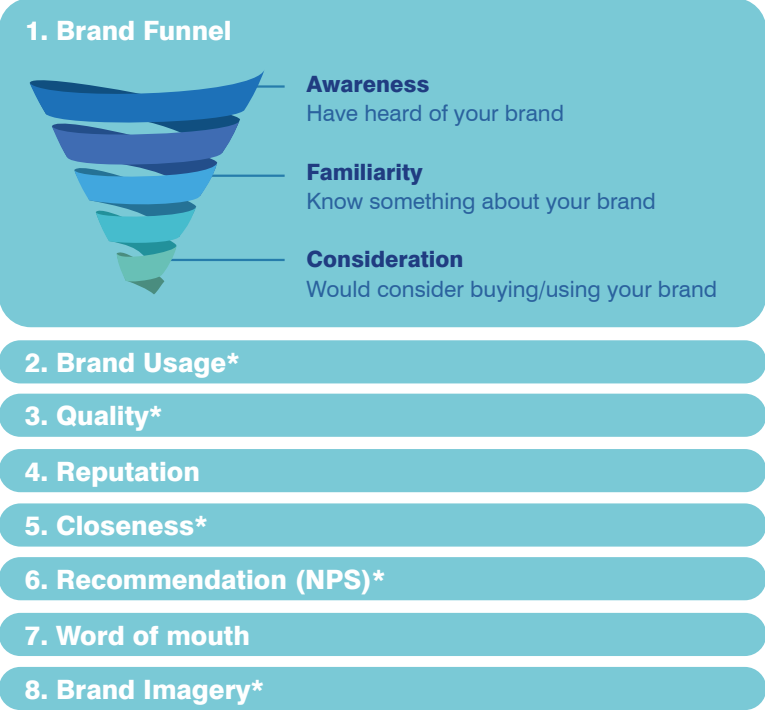 1. Brand Funnel
Awareness
Have heard of your brand
Familiarity
Know something about your brand
Consideration
Would consider buying/using your brand
2. Brand Usage*
3. Quality*
4. Reputation
5. Closeness*
6. Recommendation (NPS)*
7. Word of mouth
8. Brand Imagery*